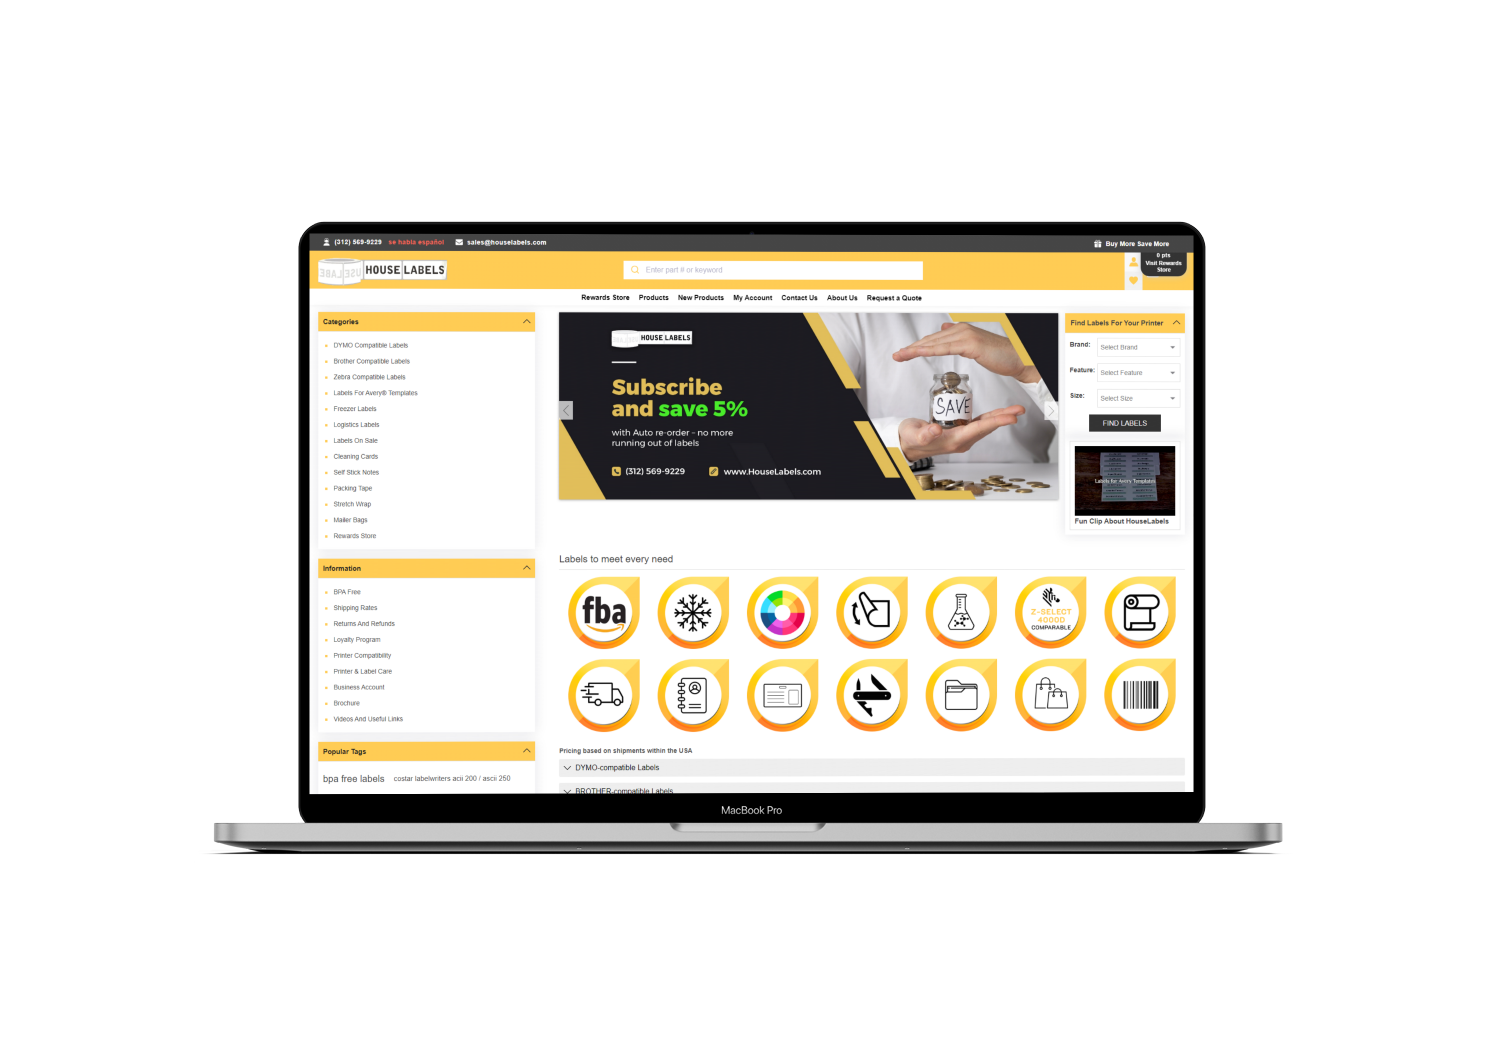 (312) 569-9229 se habla español sales@houselabels.com Buy More Save More
HOUSE LABELS
Enter part # or keyword
0 pts
Visit Rewards
Store
Rewards Store Products New Products My Account Contact Us About Us Request a Quote
Categories
DYMO Compatible Labels
Brother Compatible Labels
Zebra Compatible Labels
Labels For Avery® Templates
Freezer Labels
Logistics Labels
Labels On Sale
Cleaning Cards
Self Stick Notes
Packing Tape
Stretch Wrap
Mailer Bags
Rewards Store
Information
BPA Free
Shipping Rates
Returns And Refunds
Loyalty Program
Printer Compatibility
Printer & Label Care
Business Account
Brochure
Videos And Useful Links
Popular Tags
bpa free labels costar labelwriters acii 200 / ascii 250
HOUSE LABELS
Subscribe
and save 5%
with Auto re-order - no more
running out of labels
(312) 569-9229 www.HouseLabels.com
SAVE
Find Labels For Your Printer
Brand: Select Brand
Feature: Select Feature
Size: Select Size
FIND LABELS
Labels for Avery Templates
Fun Clip About HouseLabels
Labels to meet every need
fba
Z-SELECT
4000D
COMPARABLE
Pricing based on shipments within the USA
DYMO-compatible Labels
BROTHER-compatible Labels
MacBook Pro